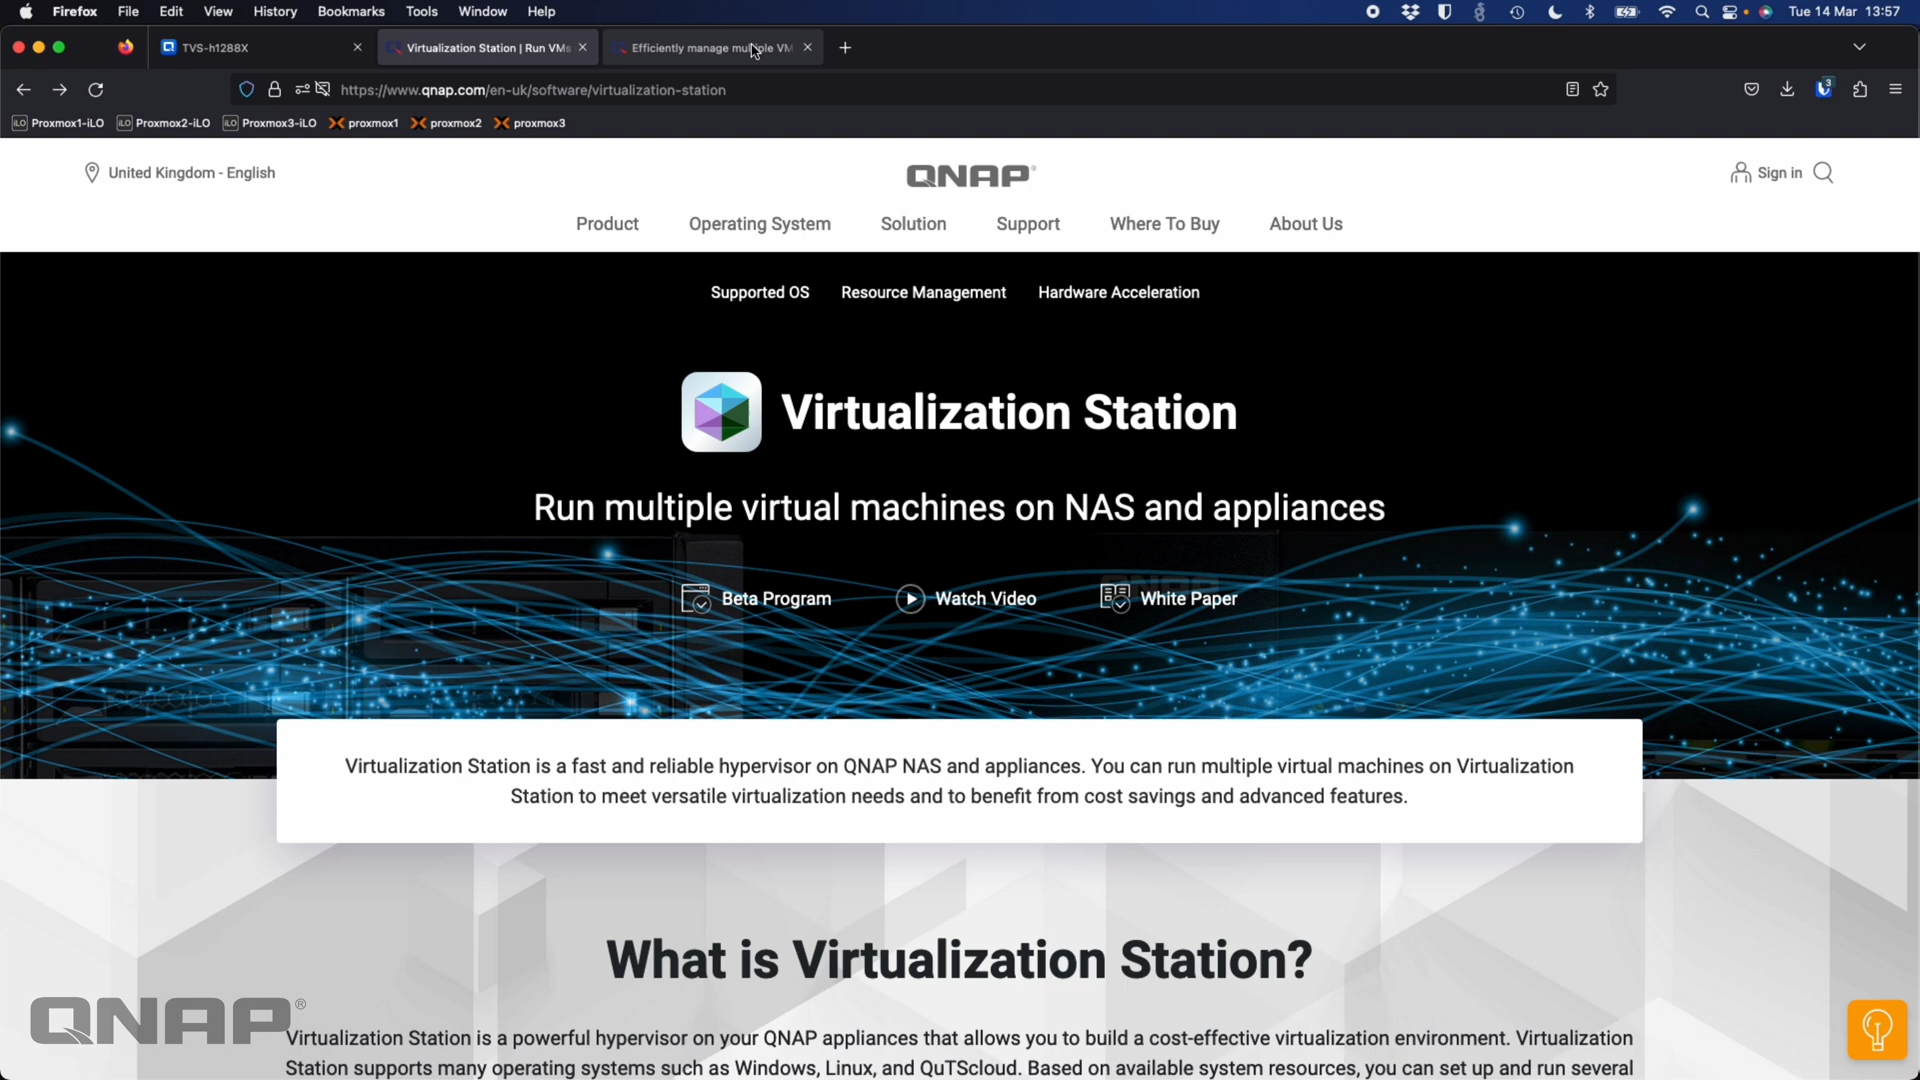 Firefox File Edit View History Bookmarks Tools Window Help
Tue 14 Mar 13:57
TVS-h1288X
Virtualization Station | Run VMs
Efficiently manage multiple VM
https://www.qnap.com/en-uk/software/virtualization-station
3
iLO Proxmox1-iLO iLO Proxmox2-iLO iLO Proxmox3-iLO proxmox1 proxmox2 proxmox3
United Kingdom - English
QNAP
Sign in
Product Operating System Solution Support Where To Buy About Us
Supported OS Resource Management Hardware Acceleration
Virtualization Station
Run multiple virtual machines on NAS and appliances
Beta Program Watch Video White Paper
Virtualization Station is a fast and reliable hypervisor on QNAP NAS and appliances. You can run multiple virtual machines on Virtualization
Station to meet versatile virtualization needs and to benefit from cost savings and advanced features.
What is Virtualization Station?
QNAP®
Virtualization Station is a powerful hypervisor on your QNAP appliances that allows you to build a cost-effective virtualization environment. Virtualization
Station supports many operating systems such as Windows, Linux, and QuTScloud. Based on available system resources, you can set up and run several